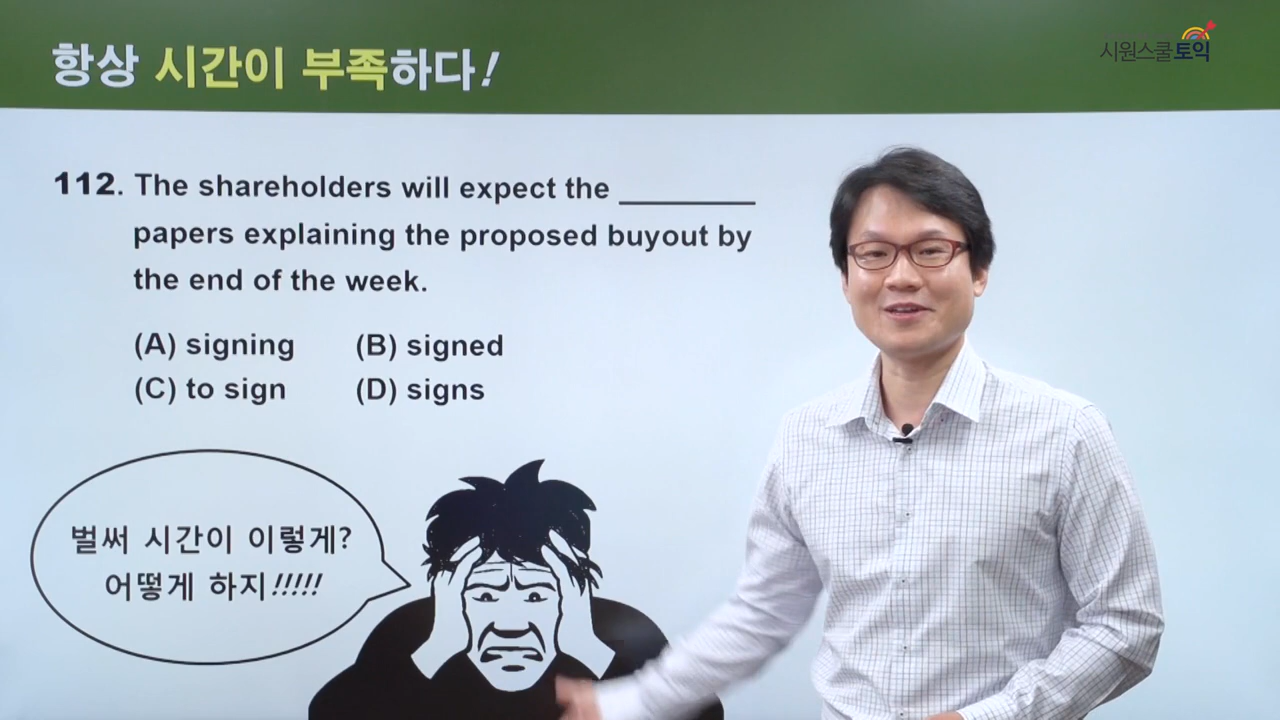 항상 시간이 부족하다!
시원스쿨토익
112. The shareholders will expect the ________
papers explaining the proposed buyout by
the end of the week.
(A) signing (B) signed
(C) to sign (D) signs
벌써 시간이 이렇게?
어떻게 하지!!!!!